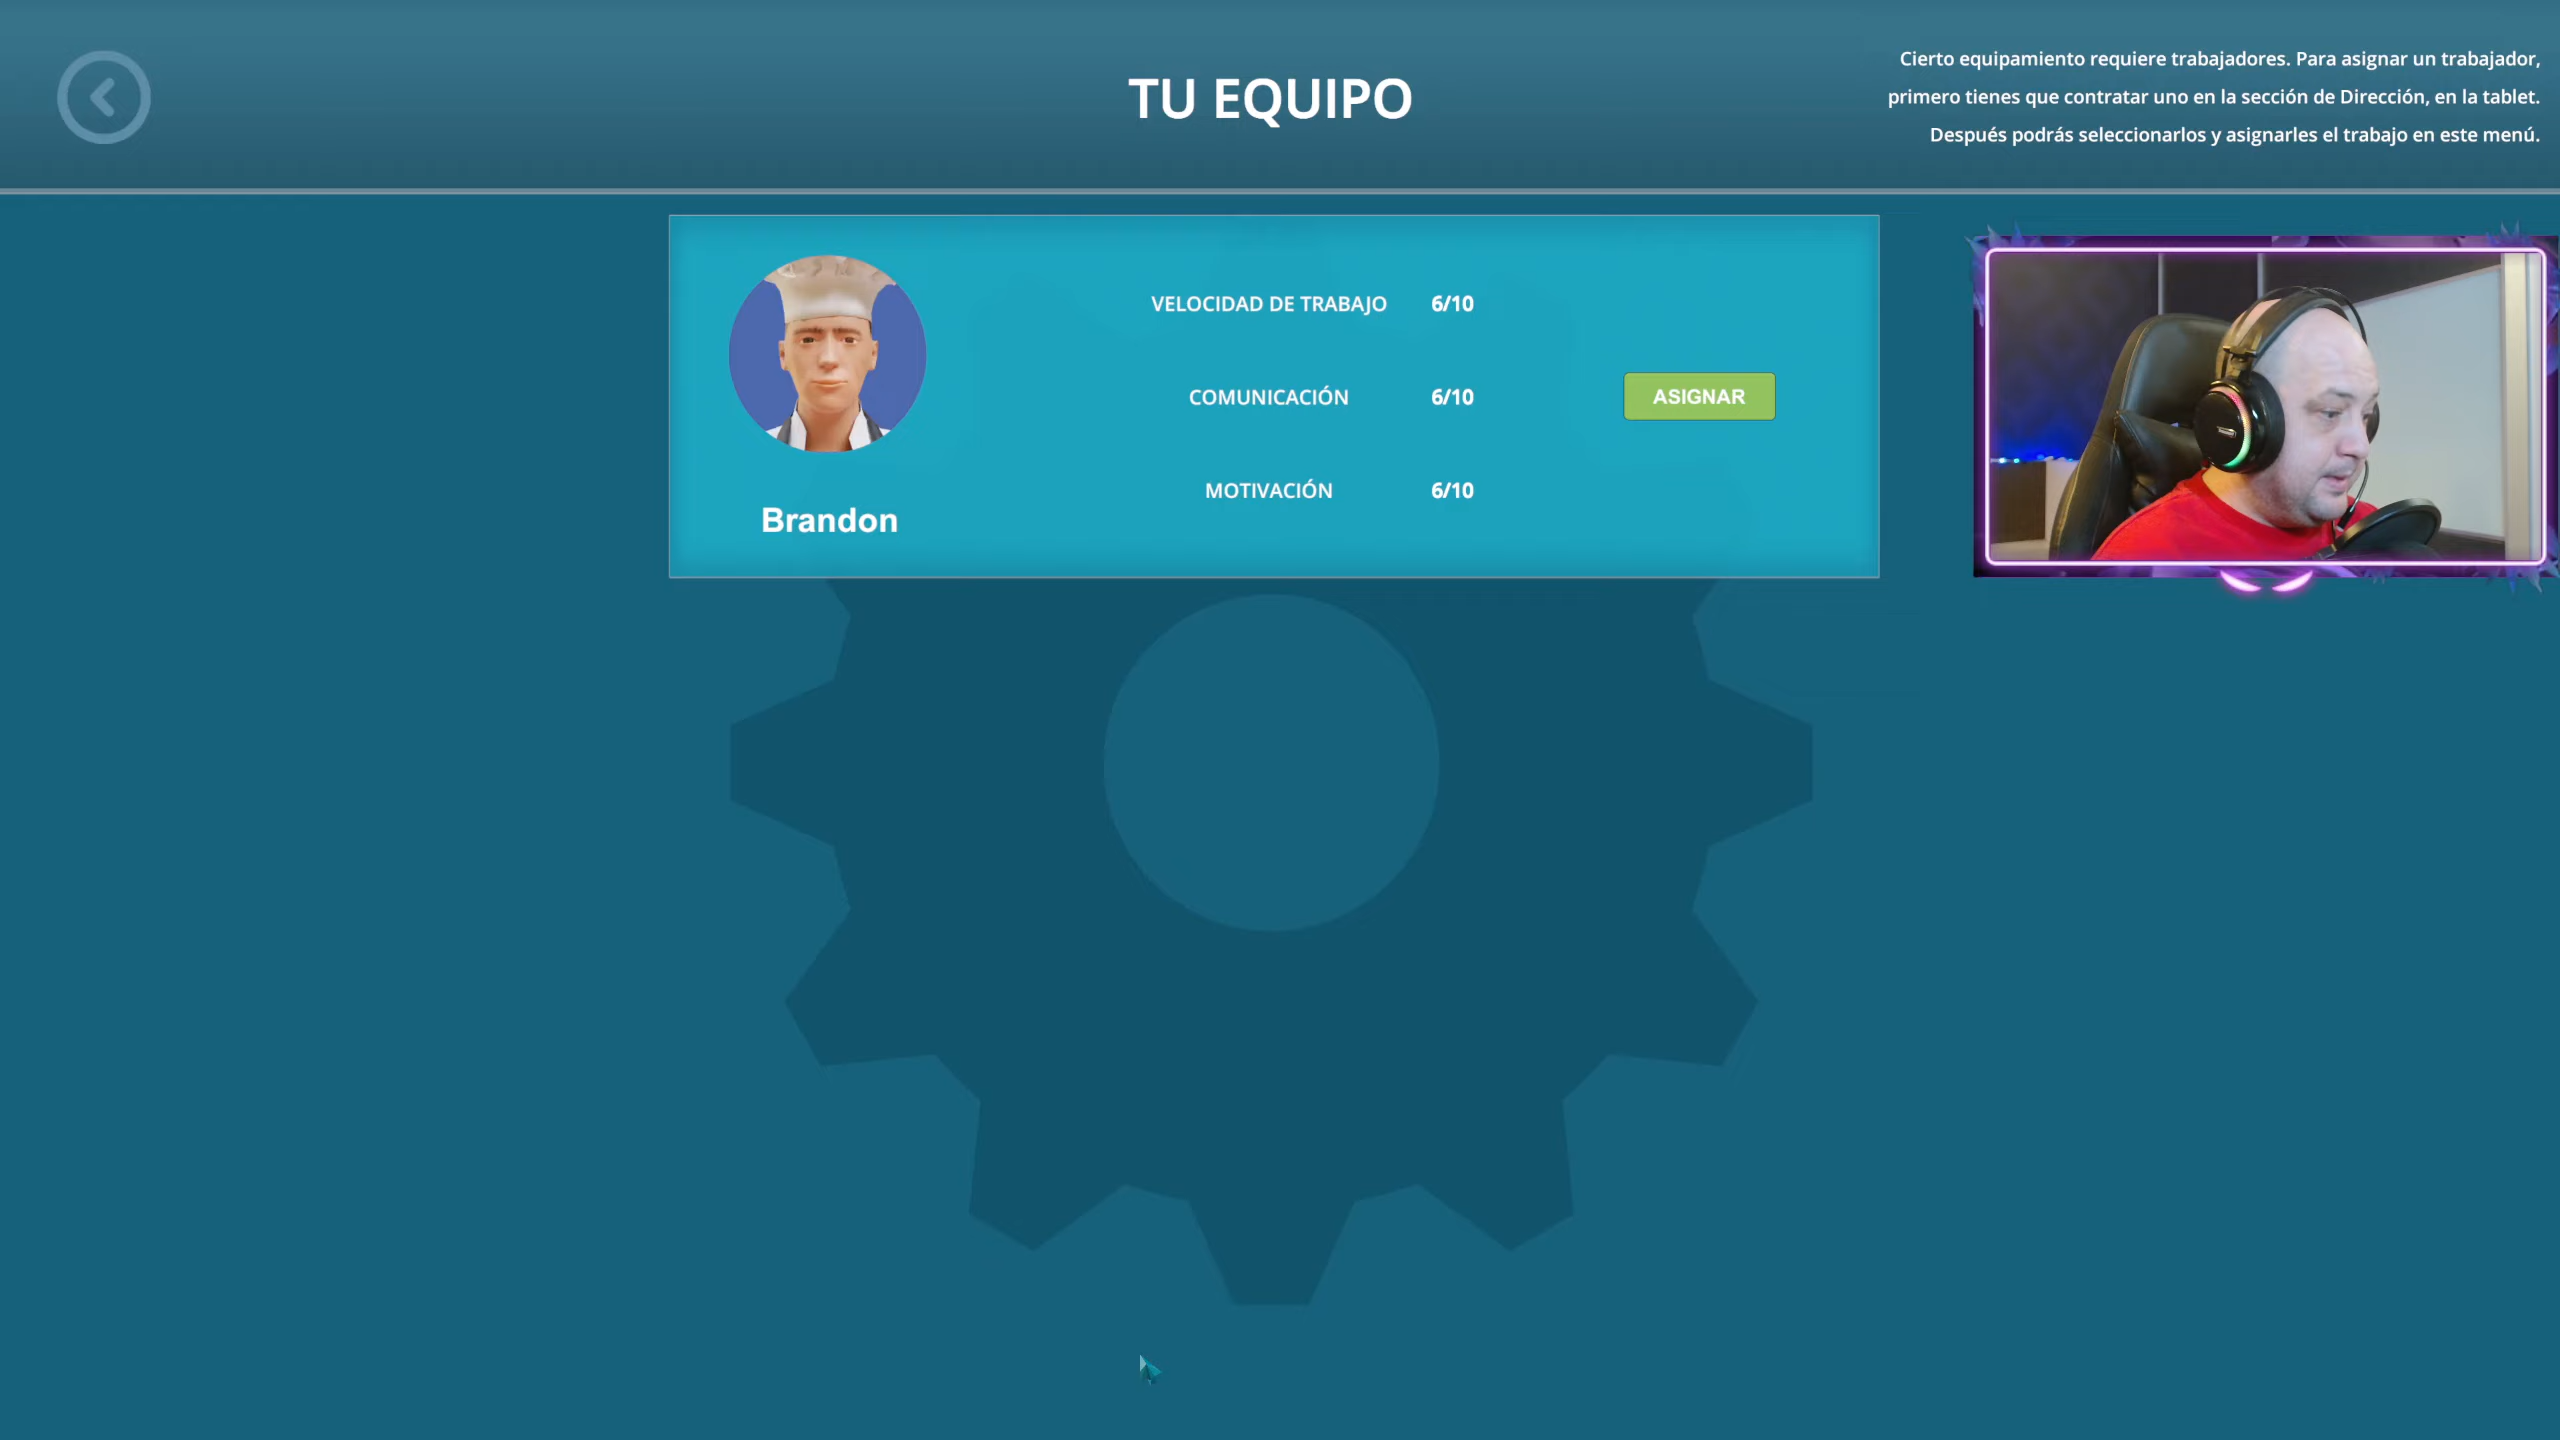 TU EQUIPO
Cierto equipamiento requiere trabajadores. Para asignar un trabajador,
primero tienes que contratar uno en la sección de Dirección, en la tablet.
Después podrás seleccionarlos y asignarles el trabajo en este menú.
VELOCIDAD DE TRABAJO 6/10
COMUNICACIÓN 6/10
ASIGNAR
MOTIVACIÓN 6/10
Brandon